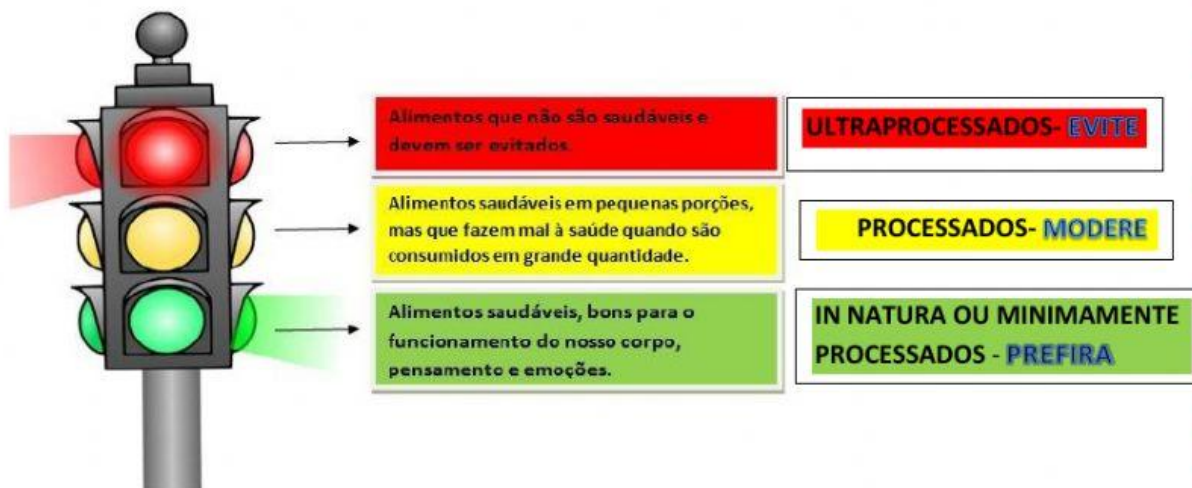 Alimentos que não são saudáveis e
devem ser evitados.
ULTRAPROCESSADOS- EVITE
Alimentos saudáveis em pequenas porções,
mas que fazem mal à saúde quando são
consumidos em grande quantidade.
PROCESSADOS- MODERE
Alimentos saudáveis, bons para o
funcionamento do nosso corpo,
pensamento e emoções.
IN NATURA OU MINIMAMENTE
PROCESSADOS - PREFIRA